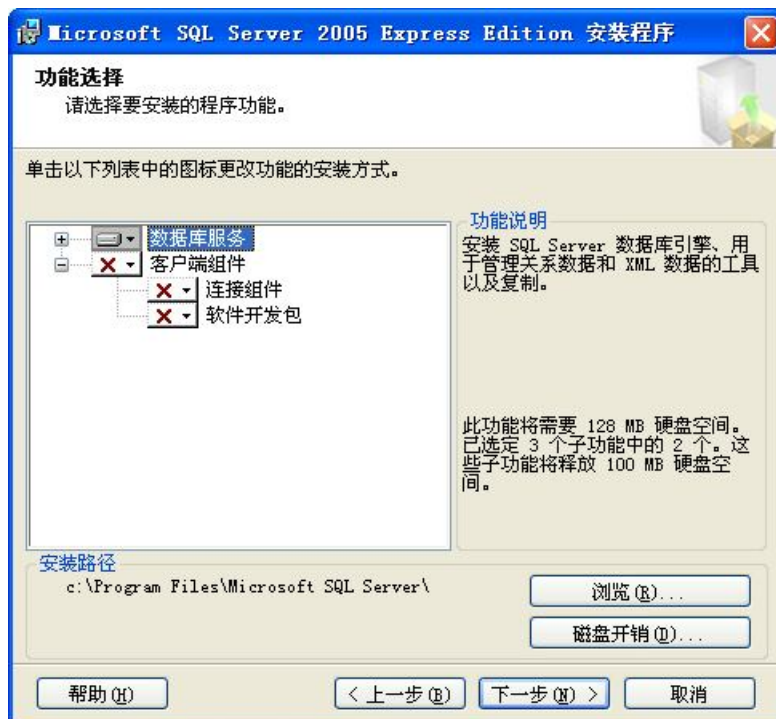 Microsoft SQL Server 2005 Express Edition 安装程序
功能选择
请选择要安装的程序功能。
单击以下列表中的图标更改功能的安装方式。
数据库服务
客户端组件
连接组件
软件开发包
功能说明
安装 SQL Server 数据库引擎、用
于管理关系数据和 XML 数据的工具
以及复制。
此功能将需要 128 MB 硬盘空间。
已选定 3 个子功能中的 2 个。这
些子功能将释放 100 MB 硬盘空
间。
安装路径
c:\Program Files\Microsoft SQL Server\
浏览(R)...
磁盘开销(D)...
帮助(H)
< 上一步(B)
下一步(N) >
取消